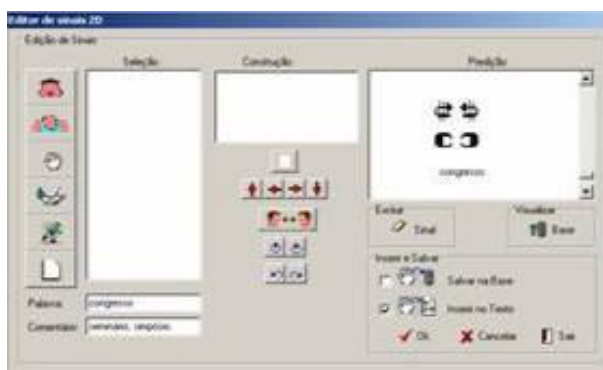 Editor de sinais 2D
Edição de Sinais
Seleção
Construção
Predição
congresso
Excluir
Sinal
Visualizar
Base
Inserir e Salvar
Salvar na Base
Inserir no Texto
Ok
Cancelar
Sair
Palavra:
congresso
Comentário:
seminário, simpósio